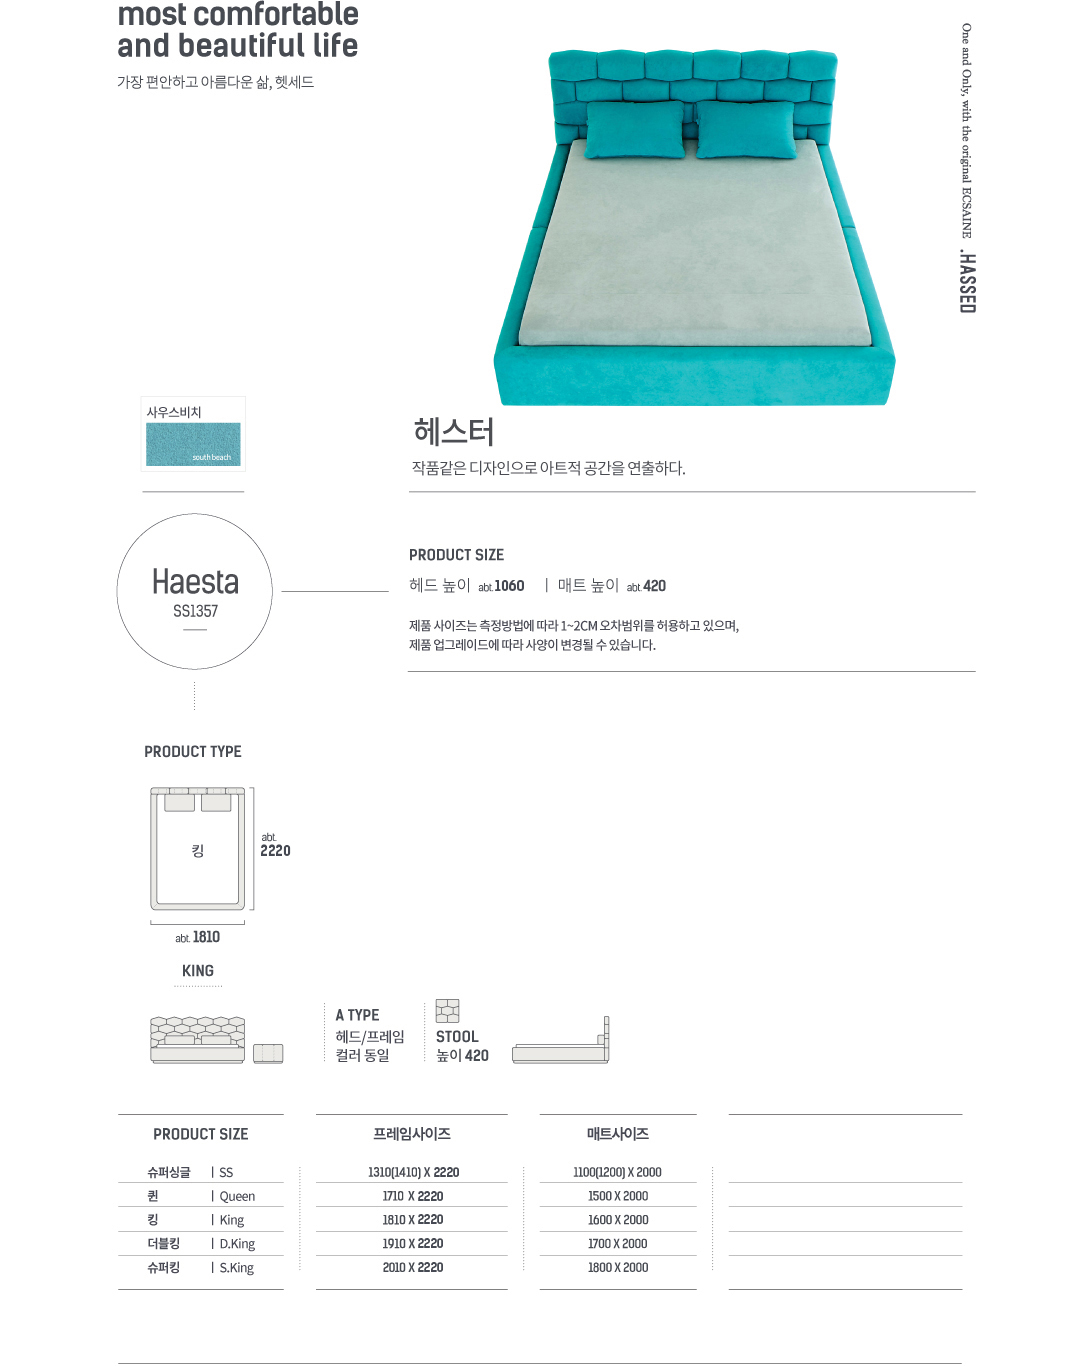 most comfortable
and beautiful life
가장 편안하고 아름다운 삶, 헷세드
One and Only, with the original ECSAINE .HASSED
사우스비치
south beach
헤스터
작품같은 디자인으로 아트적 공간을 연출하다.
Haesta
SS1357
PRODUCT SIZE
헤드 높이 abt.1060 | 매트 높이 abt.420
제품 사이즈는 측정방법에 따라 1~2CM 오차범위를 허용하고 있으며,
제품 업그레이드에 따라 사양이 변경될 수 있습니다.
PRODUCT TYPE
킹
abt.
2220
abt. 1810
KING
A TYPE
헤드/프레임
컬러 동일
STOOL
높이 420
PRODUCT SIZE 프레임사이즈 매트사이즈
슈퍼싱글 | SS 1310(1410) X 2220 1100(1200) X 2000
퀸 | Queen 1710 X 2220 1500 X 2000
킹 | King 1810 X 2220 1600 X 2000
더블킹 | D.King 1910 X 2220 1700 X 2000
슈퍼킹 | S.King 2010 X 2220 1800 X 2000